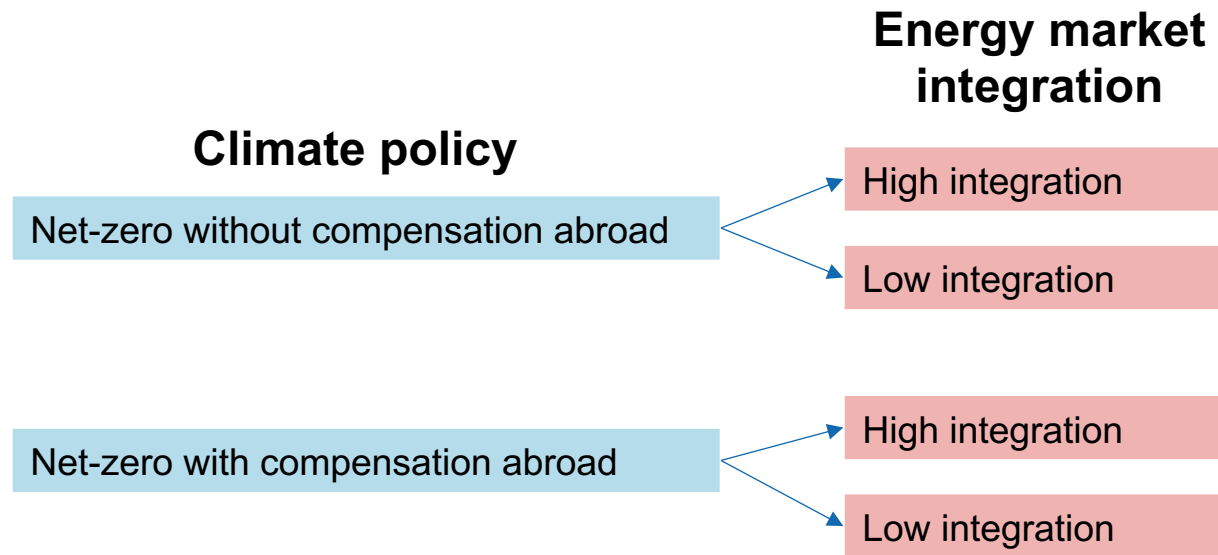 Energy market
integration
Climate policy
High integration
Net-zero without compensation abroad
Low integration
High integration
Net-zero with compensation abroad
Low integration